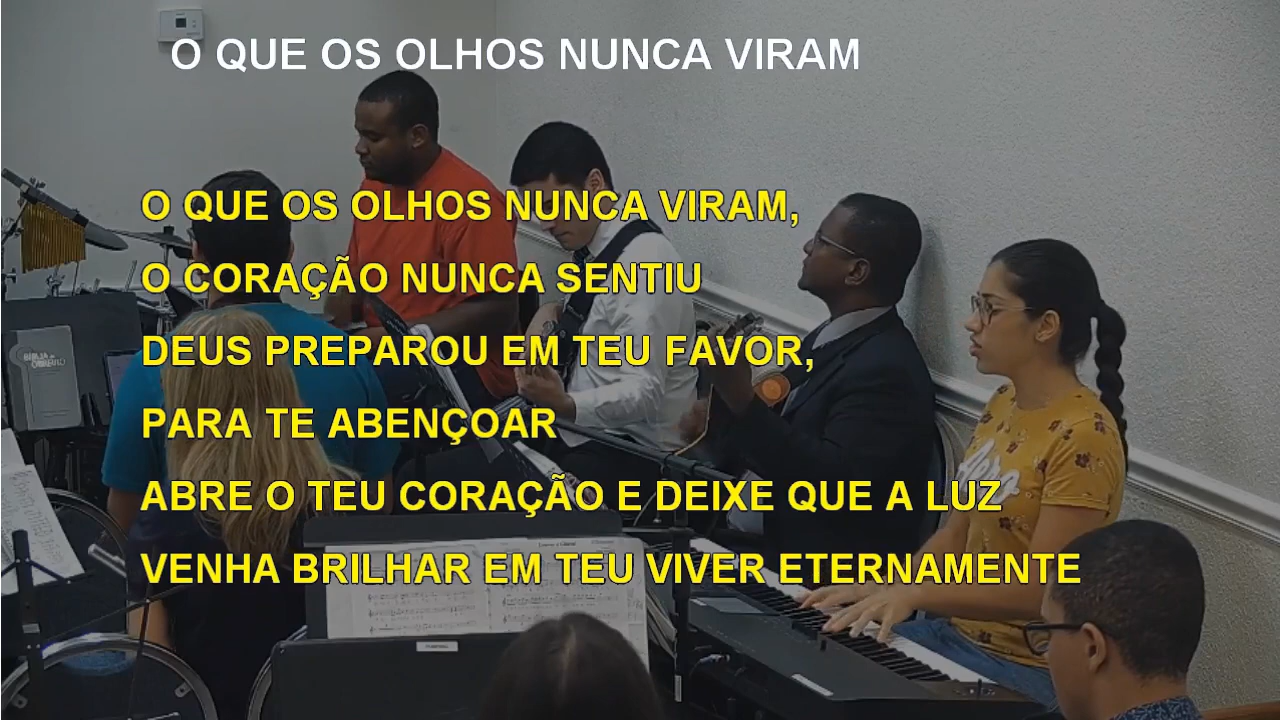 O QUE OS OLHOS NUNCA VIRAM
O QUE OS OLHOS NUNCA VIRAM,
O CORAÇÃO NUNCA SENTIU
DEUS PREPAROU EM TEU FAVOR,
PARA TE ABENÇOAR
ABRE O TEU CORAÇÃO E DEIXE QUE A LUZ
VENHA BRILHAR EM TEU VIVER ETERNAMENTE